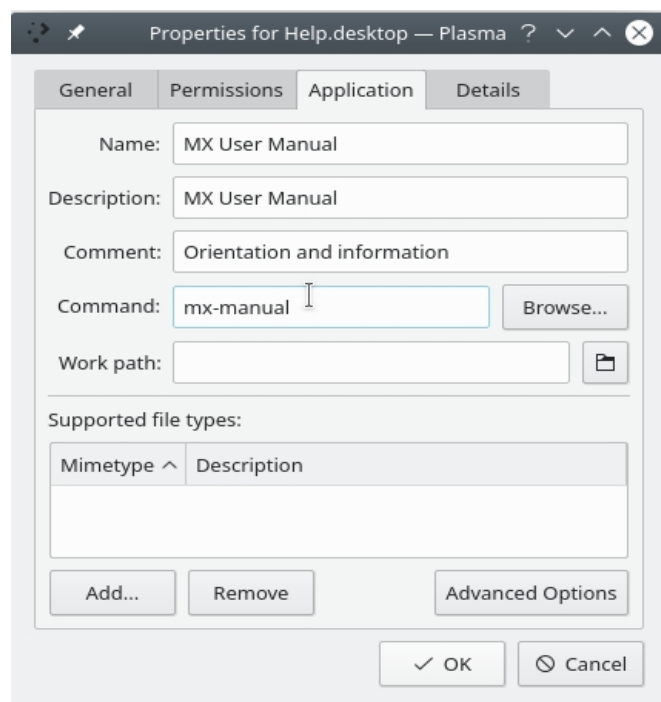 Properties for Help.desktop — Plasma ?
General Permissions Application Details
Name: MX User Manual
Description: MX User Manual
Comment: Orientation and information
Command: mx-manual Browse...
Work path:
Supported file types:
Mimetype Description
Add... Remove Advanced Options
OK Cancel